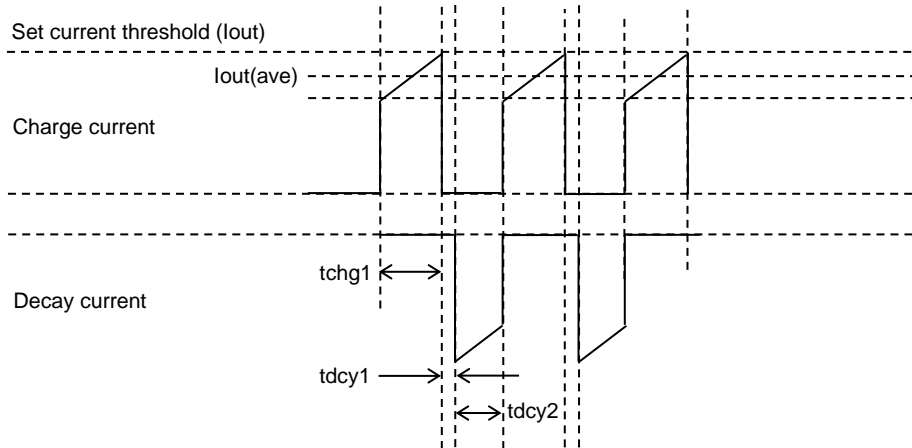 Set current threshold (Iout)
Iout(ave)
Charge current
tchg1
Decay current
tdcy1
tdcy2